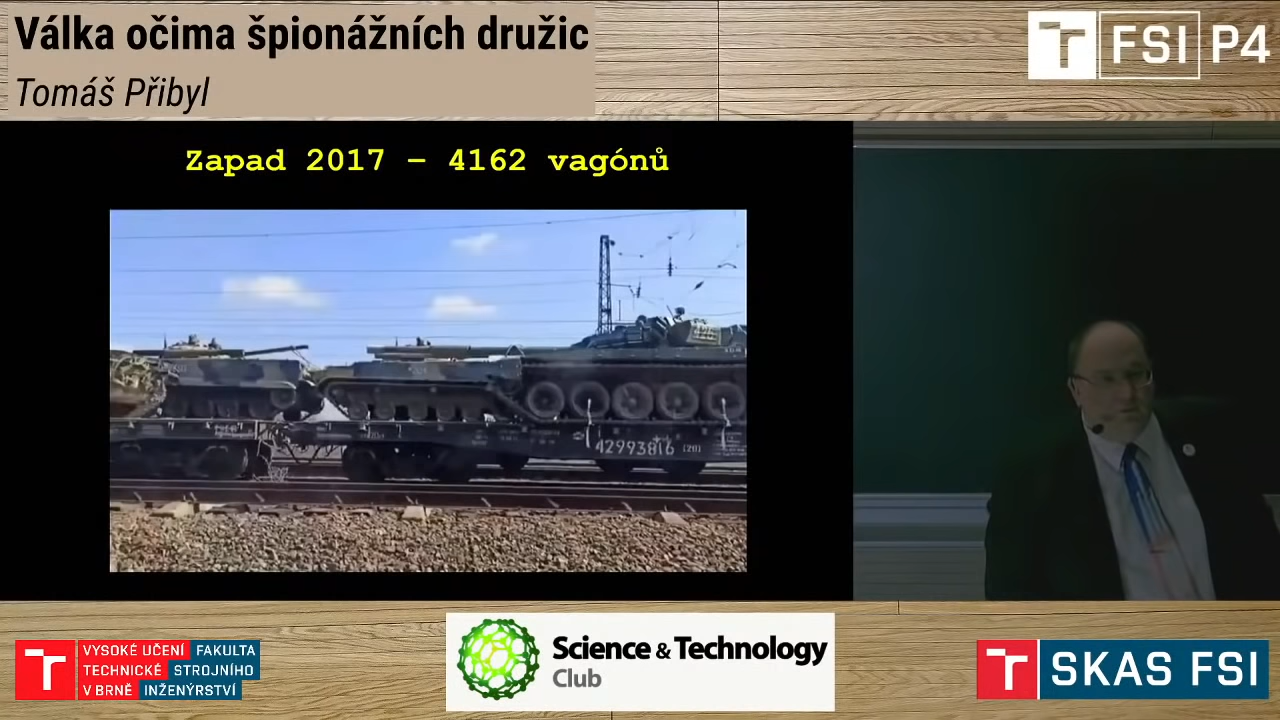 Válka očima špionážních družic
Tomáš Přibyl
FSI P4
Zapad 2017 – 4162 vagónů
42993816
VYSOKÉ UČENÍ FAKULTA
TECHNICKÉ STROJNÍHO
V BRNĚ INŽENÝRSTVÍ
Science & Technology
Club
SKAS FSI